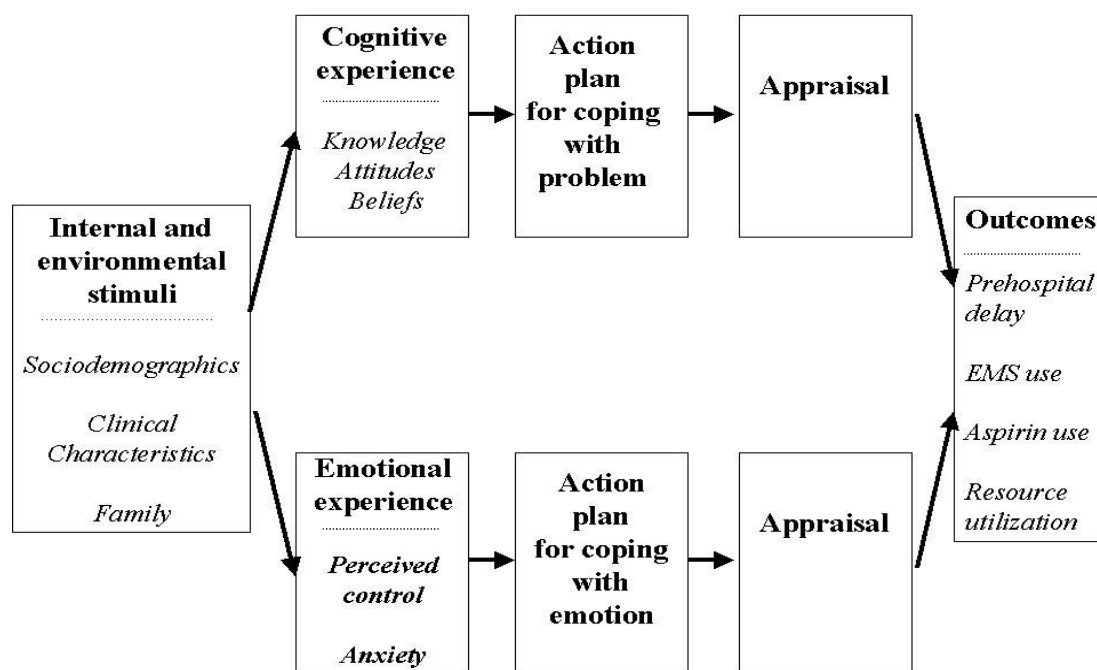 Internal and
environmental
stimuli
Sociodemographics
Clinical
Characteristics
Family
Cognitive
experience
Knowledge
Attitudes
Beliefs
Action
plan
for coping
with
problem
Appraisal
Emotional
experience
Perceived
control
Anxiety
Action
plan
for coping
with
emotion
Appraisal
Outcomes
Prehospital
delay
EMS use
Aspirin use
Resource
utilization